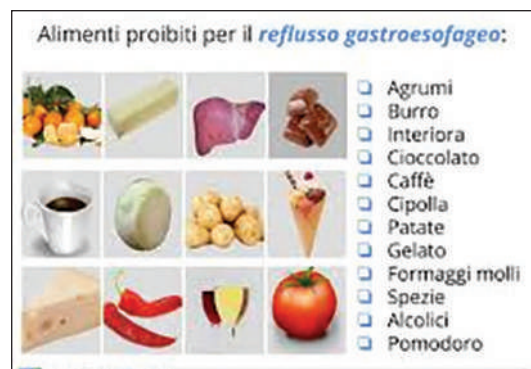 Alimenti proibiti per il reflusso gastroesofageo:
Agrumi
Burro
Interiora
Cioccolato
Caffè
Cipolla
Patate
Gelato
Formaggi molli
Spezie
Alcolici
Pomodoro